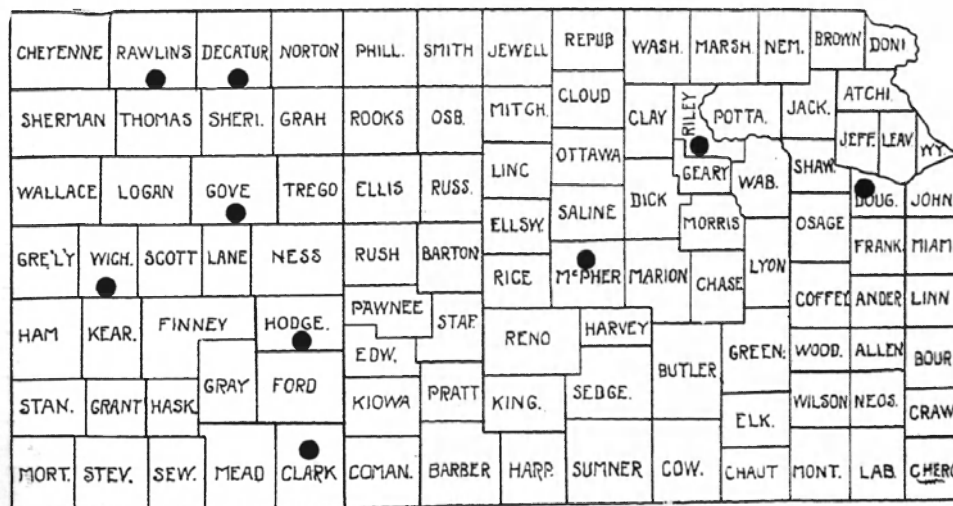 CHEYENNE RAWLINS DECATUR NORTON PHILL. SMITH JEWELL REPUB WASH. MARSH. NEM. BROWN DONI
SHERMAN THOMAS SHERI. GRAH ROOKS OSB. MITCH. CLOUD CLAY RILEY POTTA. JACK. ATCHI.
JEFF. LEAV. WY.
WALLACE LOGAN GOVE TREGO ELLIS RUSS. LINC OTTAWA DICK GEARY WAB. SHAW. DOUG. JOHN.
ELLSW. SALINE MORRIS OSAGE
GRE'LY WICH. SCOTT LANE NESS RUSH BARTON RICE McPHER MARION CHASE LYON FRANK. MIAMI
HAM KEAR. FINNEY HODGE. PAWNEE STAF. RENO HARVEY COFFEY ANDER LINN
EDW. GREEN. WOOD. ALLEN BOUR.
STAN. GRANT HASK. GRAY FORD KIOWA PRATT KING. SEDGE. BUTLER ELK. WILSON NEOS. CRAW.
MORT. STEV. SEW. MEAD CLARK COMAN. BARBER HARP. SUMNER COW. CHAUT MONT. LAB. CHERO